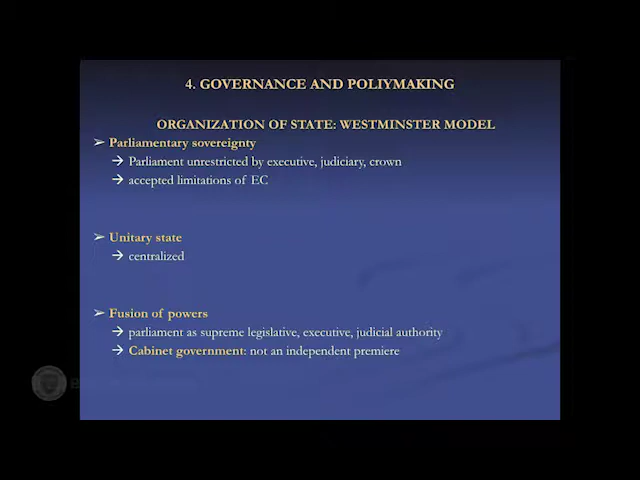 4. GOVERNANCE AND POLIYMAKING
ORGANIZATION OF STATE: WESTMINSTER MODEL
➢ Parliamentary sovereignty
→ Parliament unrestricted by executive, judiciary, crown
→ accepted limitations of EC
➢ Unitary state
→ centralized
➢ Fusion of powers
→ parliament as supreme legislative, executive, judicial authority
→ Cabinet government: not an independent premiere